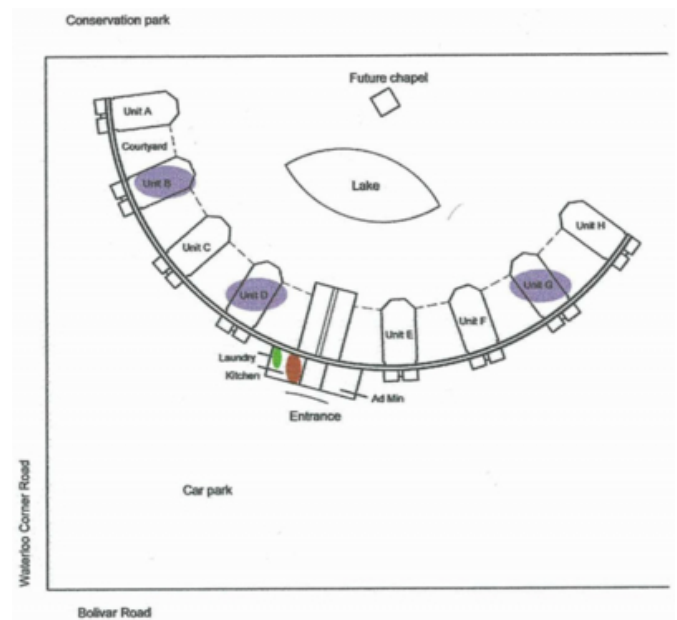 Conservation park
Future chapel
Unit A
Courtyard
Unit B
Lake
Unit H
Unit C
Unit G
Unit D
Unit F
Unit E
Laundry
Kitchen
Ad Min
Entrance
Car park
Waterloo Corner Road
Bolivar Road